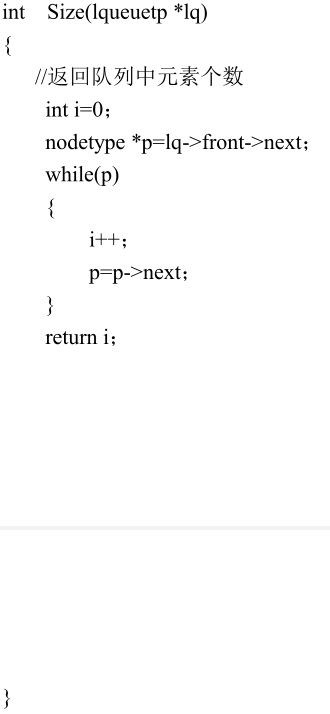 int Size(lqueuetp *lq)
{
//返回队列中元素个数
int i=0；
nodetype *p=lq->front->next；
while(p)
{
i++；
p=p->next；
}
return i；
}